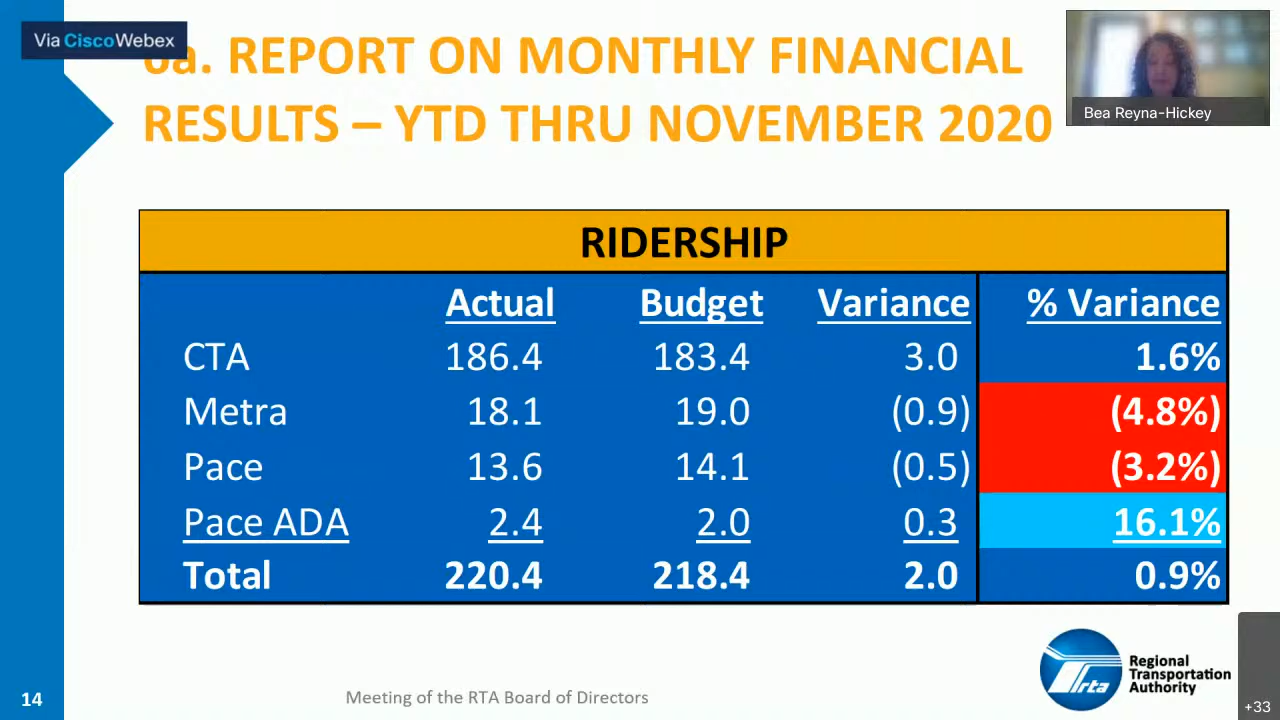 Via CiscoWebex
6a. REPORT ON MONTHLY FINANCIAL
RESULTS – YTD THRU NOVEMBER 2020
Bea Reyna-Hickey
RIDERSHIP
Actual Budget Variance % Variance
CTA 186.4 183.4 3.0 1.6%
Metra 18.1 19.0 (0.9) (4.8%)
Pace 13.6 14.1 (0.5) (3.2%)
Pace ADA 2.4 2.0 0.3 16.1%
Total 220.4 218.4 2.0 0.9%
14
Meeting of the RTA Board of Directors
rta
Regional
Transportation
Authority
+33